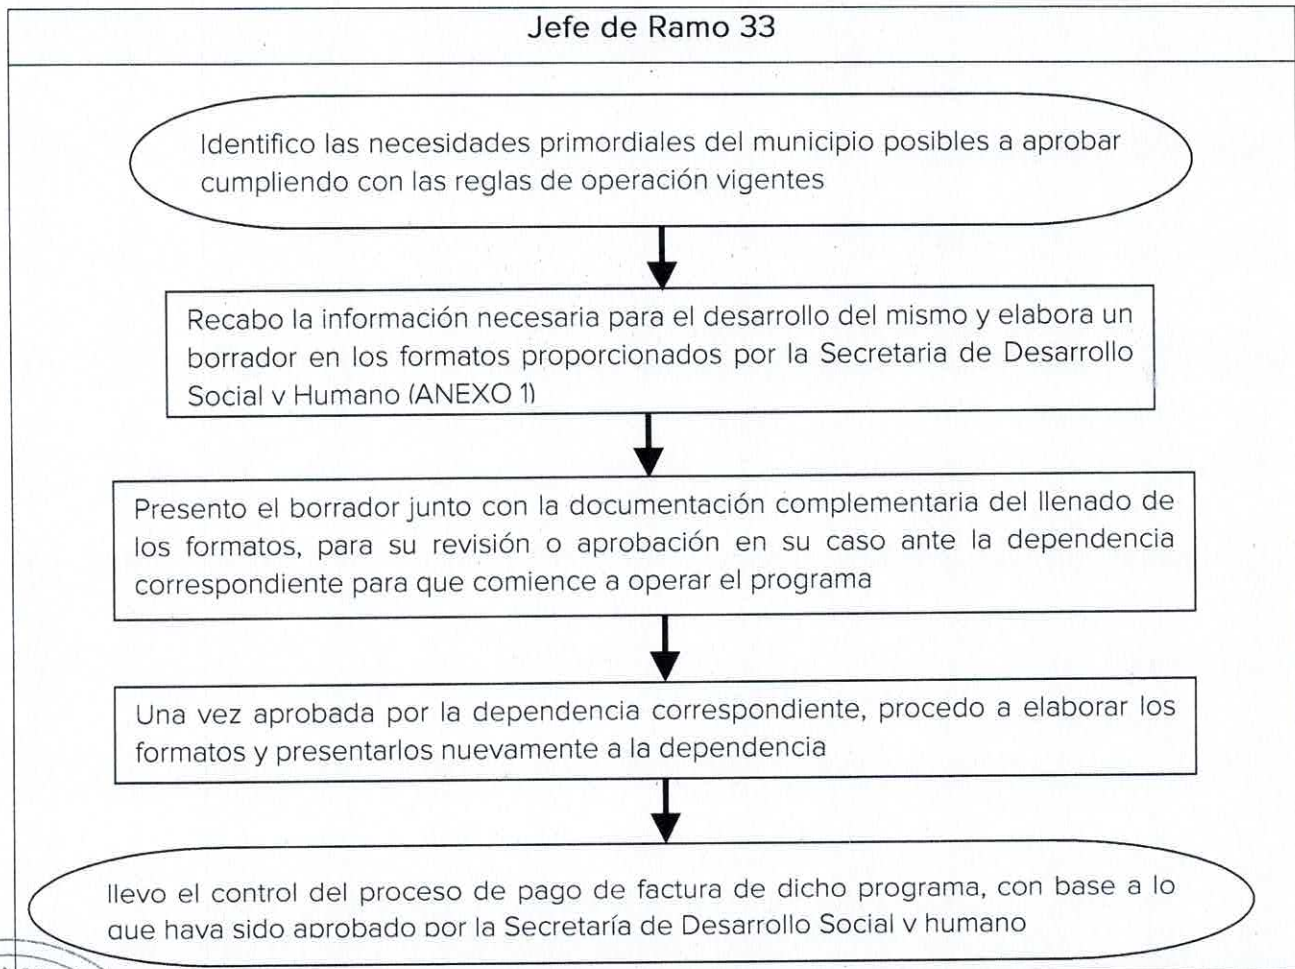 Jefe de Ramo 33
Identifico las necesidades primordiales del municipio posibles a aprobar
cumpliendo con las reglas de operación vigentes
Recabo la información necesaria para el desarrollo del mismo y elabora un
borrador en los formatos proporcionados por la Secretaria de Desarrollo
Social y Humano (ANEXO 1)
Presento el borrador junto con la documentación complementaria del llenado de
los formatos, para su revisión o aprobación en su caso ante la dependencia
correspondiente para que comience a operar el programa
Una vez aprobada por la dependencia correspondiente, procedo a elaborar los
formatos y presentarlos nuevamente a la dependencia
llevo el control del proceso de pago de factura de dicho programa, con base a lo
que haya sido aprobado por la Secretaría de Desarrollo Social y humano